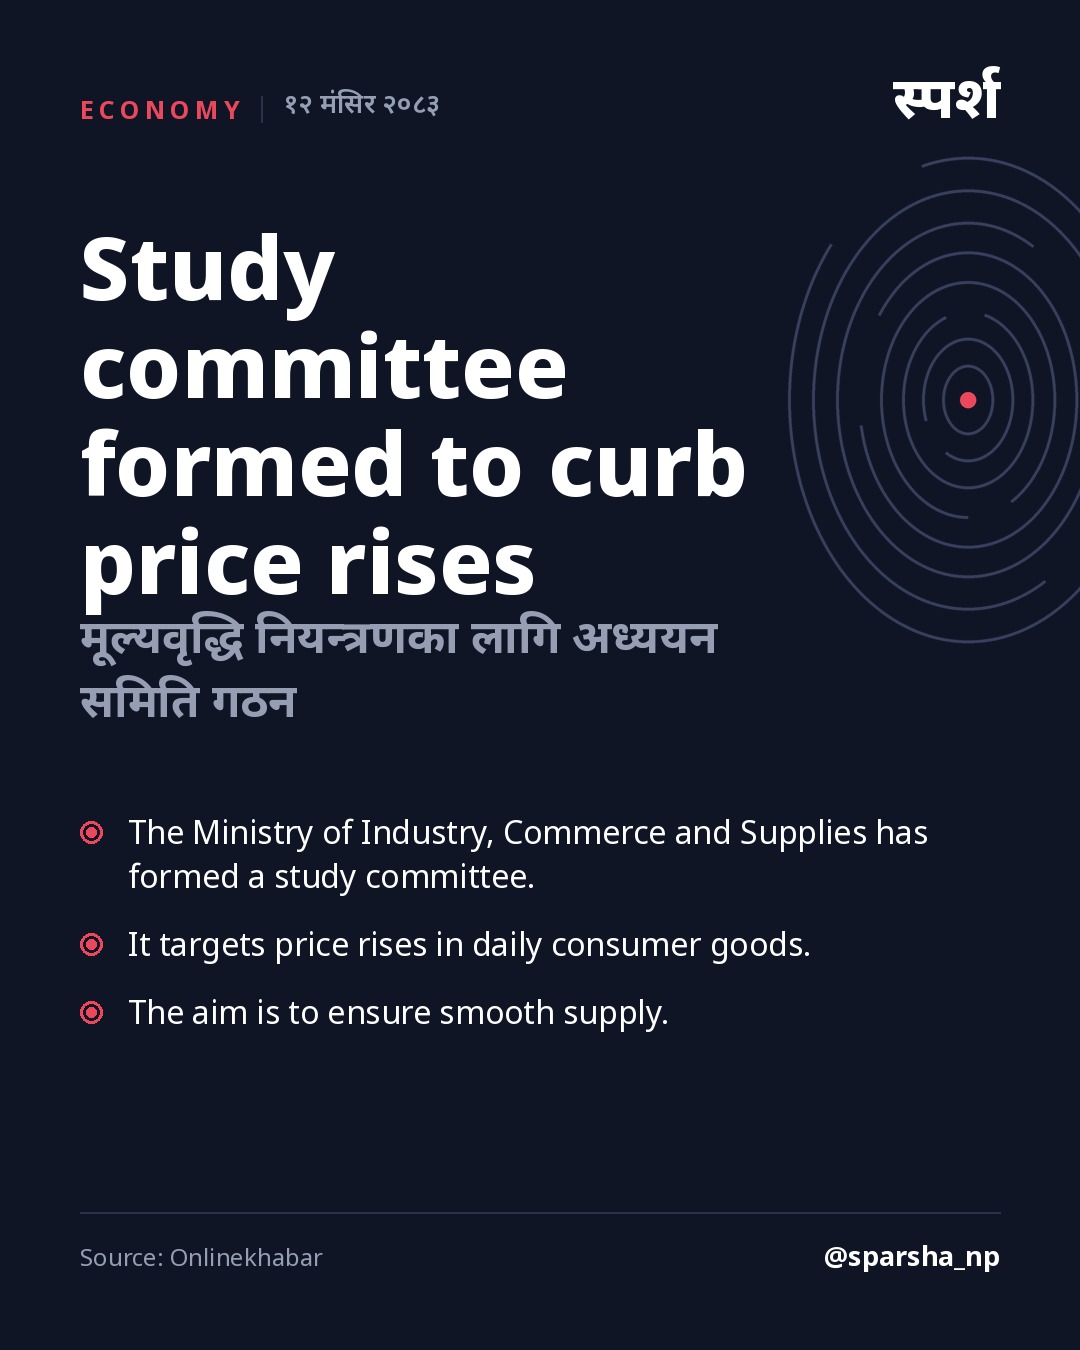 ECONOMY
१२ मंसिर २०८३
स्पर्श
Study
committee
formed to curb
price rises
मूल्यवृद्धि नियन्त्रणका लागि अध्ययन
समिति गठन
The Ministry of Industry, Commerce and Supplies has
formed a study committee.
It targets price rises in daily consumer goods.
The aim is to ensure smooth supply.
Source: Onlinekhabar
@sparsha_np